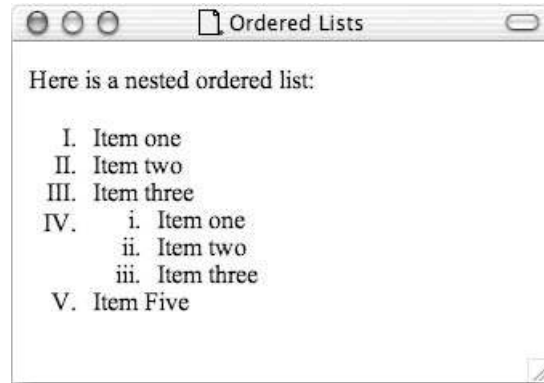 Ordered Lists
Here is a nested ordered list:
I. Item one
II. Item two
III. Item three
IV. i. Item one
ii. Item two
iii. Item three
V. Item Five